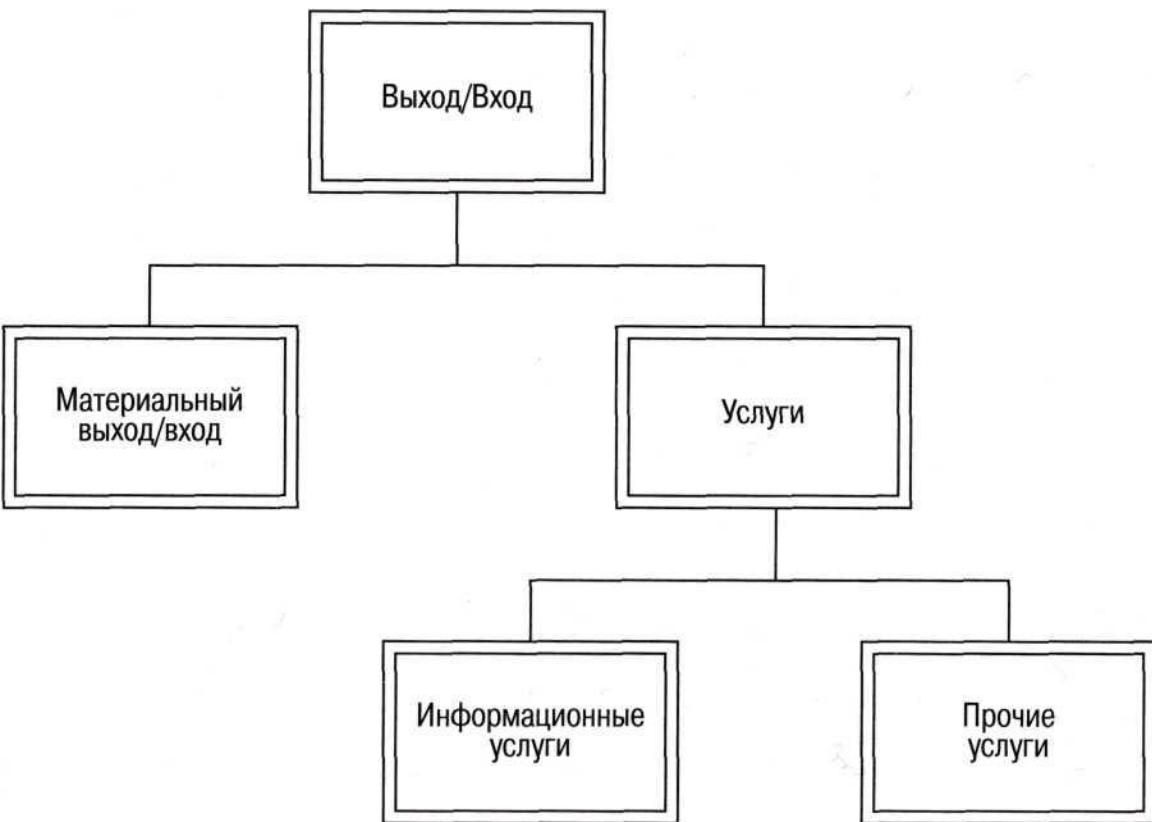 Выход/Вход
Материальный
выход/вход
Услуги
Информационные
услуги
Прочие
услуги